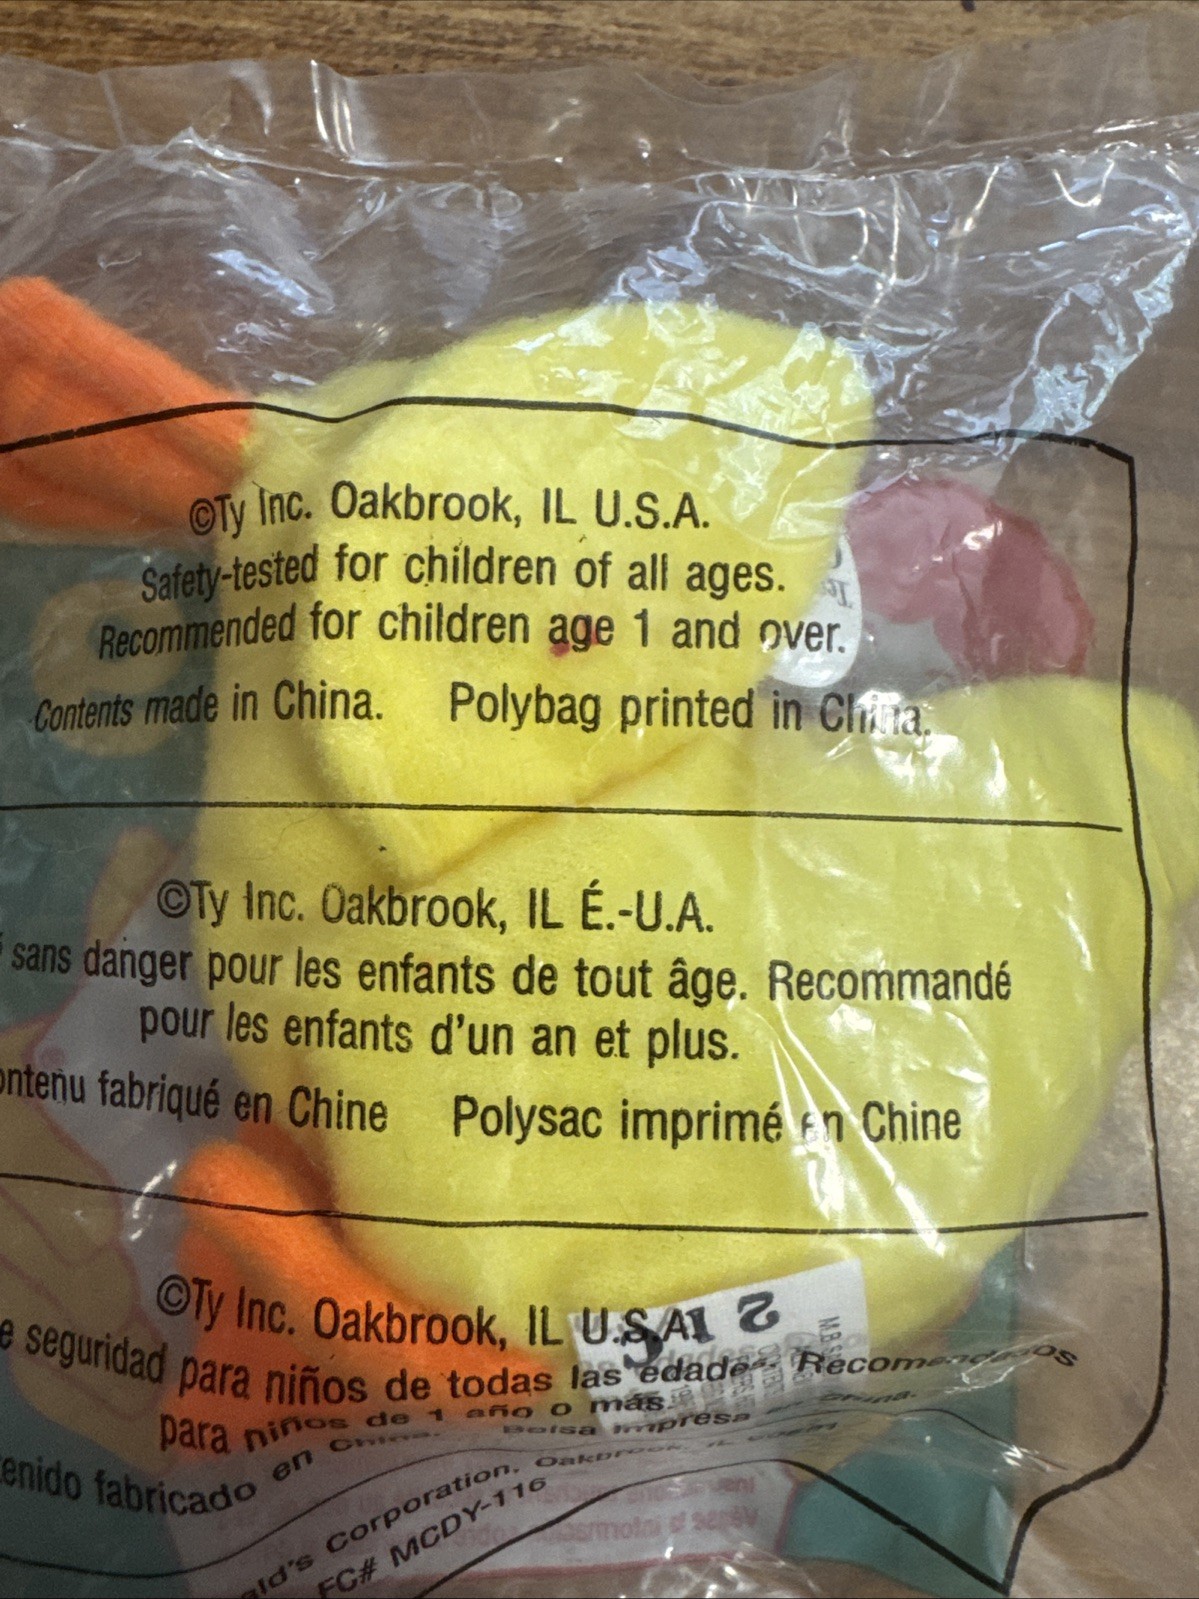 ©Ty Inc. Oakbrook, IL U.S.A.
Safety-tested for children of all ages.
Recommended for children age 1 and over.
Contents made in China. Polybag printed in China.
©Ty Inc. Oakbrook, IL É.-U.A.
sans danger pour les enfants de tout âge. Recommandé
pour les enfants d'un an et plus.
ontenu fabriqué en Chine Polysac imprimé en Chine
©Ty Inc. Oakbrook, IL U.S.A.
e seguridad para niños de todas las edades. Recomendados
para niños de 1 año o más.
enido fabricado en China. Bolsa impresa en China.
ald's Corporation, Oakbrook, IL
FC# MCDY-116